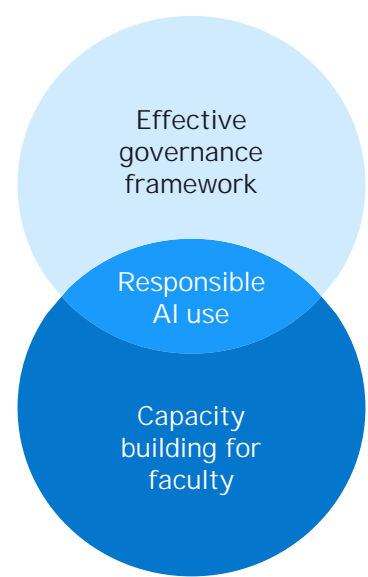 Effective
governance
framework
Responsible
AI use
Capacity
building for
faculty